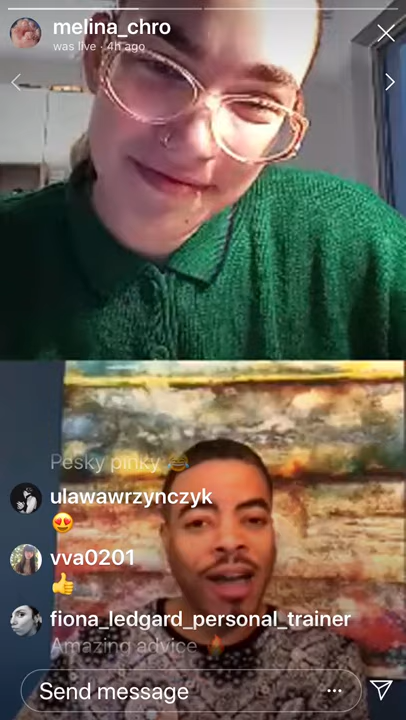 melina_chro
was live · 4h ago
Pesky pinky 😂
ulawawrzynczyk
😍
vva0201
👍
fiona_ledgard_personal_trainer
Amazing advice 🔥
Send message